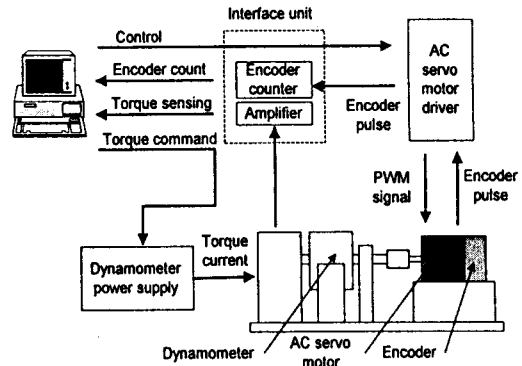 Interface unit
Control
Encoder count
Torque sensing
Torque command
Encoder
counter
Amplifier
Encoder
pulse
AC
servo
motor
driver
PWM
signal
Encoder
pulse
Dynamometer
power supply
Torque
current
Dynamometer
AC servo
motor
Encoder